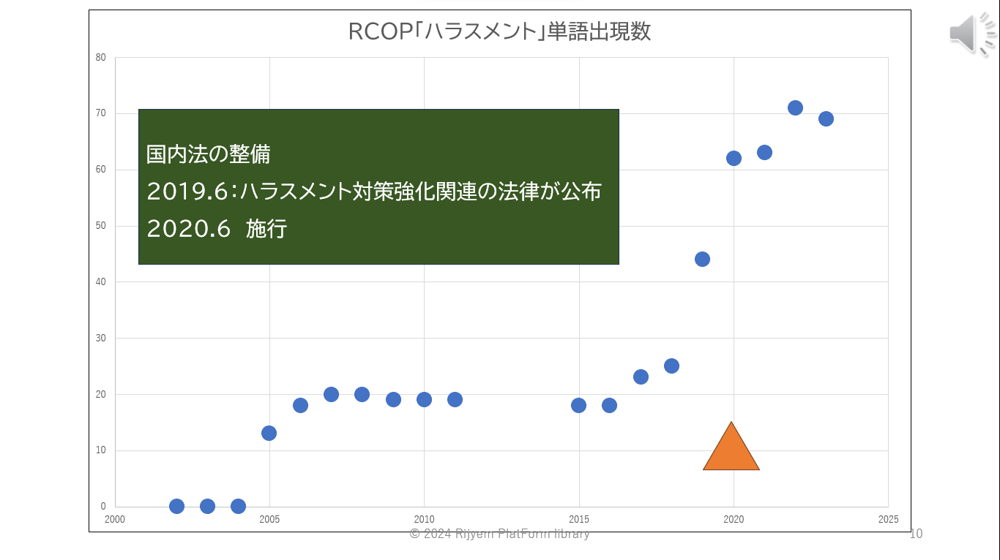 RCOP「ハラスメント」単語出現数
80
70
60
50
40
30
20
10
0
国内法の整備
2019.6：ハラスメント対策強化関連の法律が公布
2020.6　施行
2000 2005 2010 2015 2020 2025
© 2024 Rijyem PlatForm library
10